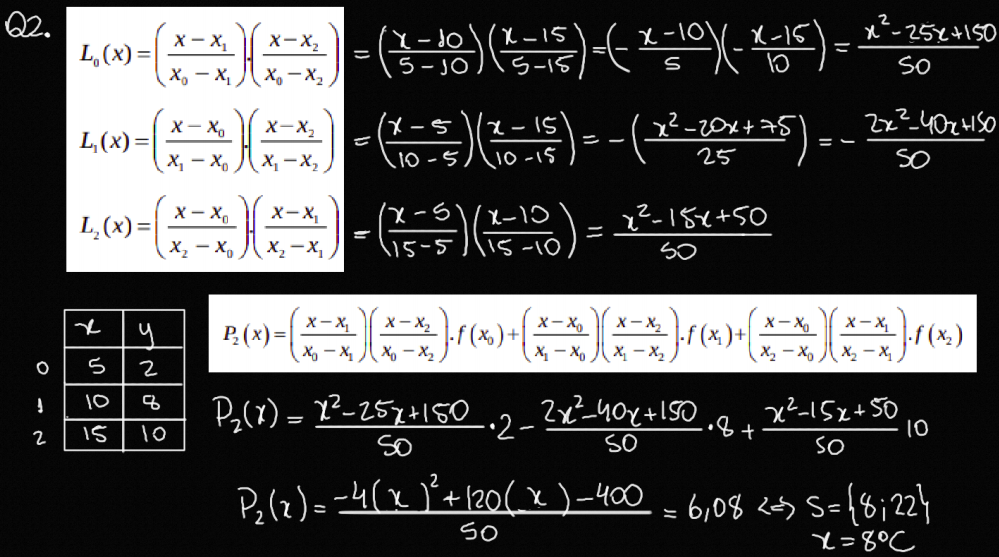 Q2.
L₀(x)=((x−x₁)/(x₀−x₁)).((x−x₂)/(x₀−x₂)) = ((x−10)/(5−10))((x−15)/(5−15)) = (−(x−10)/5)(−(x−15)/10) = (x²−25x+150)/50
L₁(x)=((x−x₀)/(x₁−x₀)).((x−x₂)/(x₁−x₂)) = ((x−5)/(10−5))((x−15)/(10−15)) = −((x²−20x+75)/25) = −(2x²−40x+150)/50
L₂(x)=((x−x₀)/(x₂−x₀)).((x−x₁)/(x₂−x₁)) = ((x−5)/(15−5))((x−10)/(15−10)) = (x²−15x+50)/50
x y
0 5 2
1 10 8
2 15 10
P₂(x)=((x−x₁)/(x₀−x₁))((x−x₂)/(x₀−x₂)).f(x₀)+((x−x₀)/(x₁−x₀))((x−x₂)/(x₁−x₂)).f(x₁)+((x−x₀)/(x₂−x₀))((x−x₁)/(x₂−x₁)).f(x₂)
P₂(x) = (x²−25x+150)/50 · 2 − (2x²−40x+150)/50 · 8 + (x²−15x+50)/50 10
P₂(x) = (−4(x)²+120(x)−400)/50 = 6,08 ⇔ S={8;22}
x=8°C